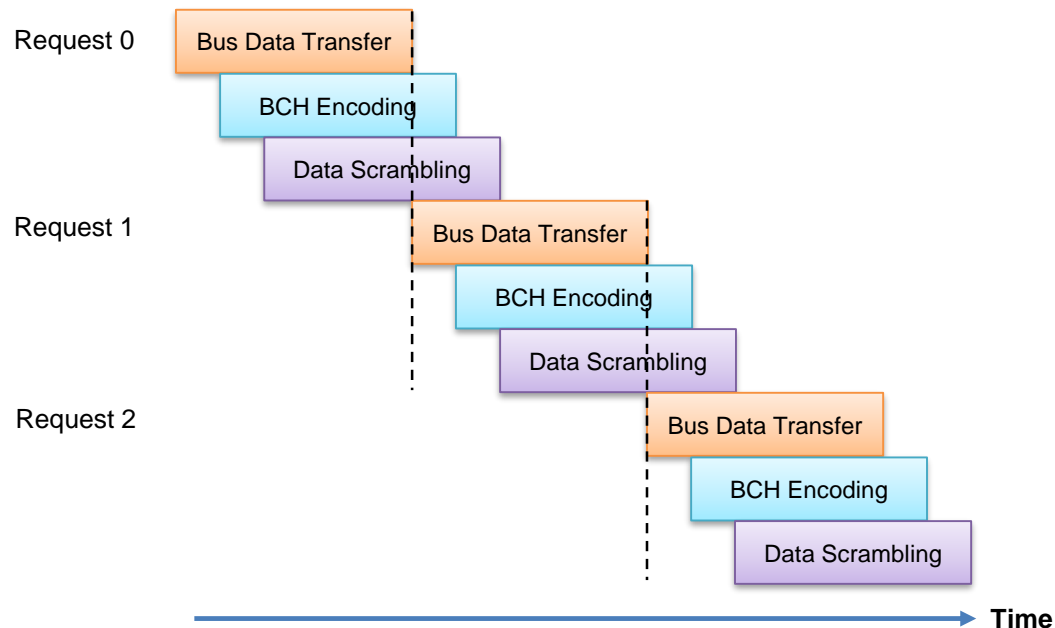 Request 0
Bus Data Transfer
BCH Encoding
Data Scrambling
Request 1
Bus Data Transfer
BCH Encoding
Data Scrambling
Request 2
Bus Data Transfer
BCH Encoding
Data Scrambling
Time